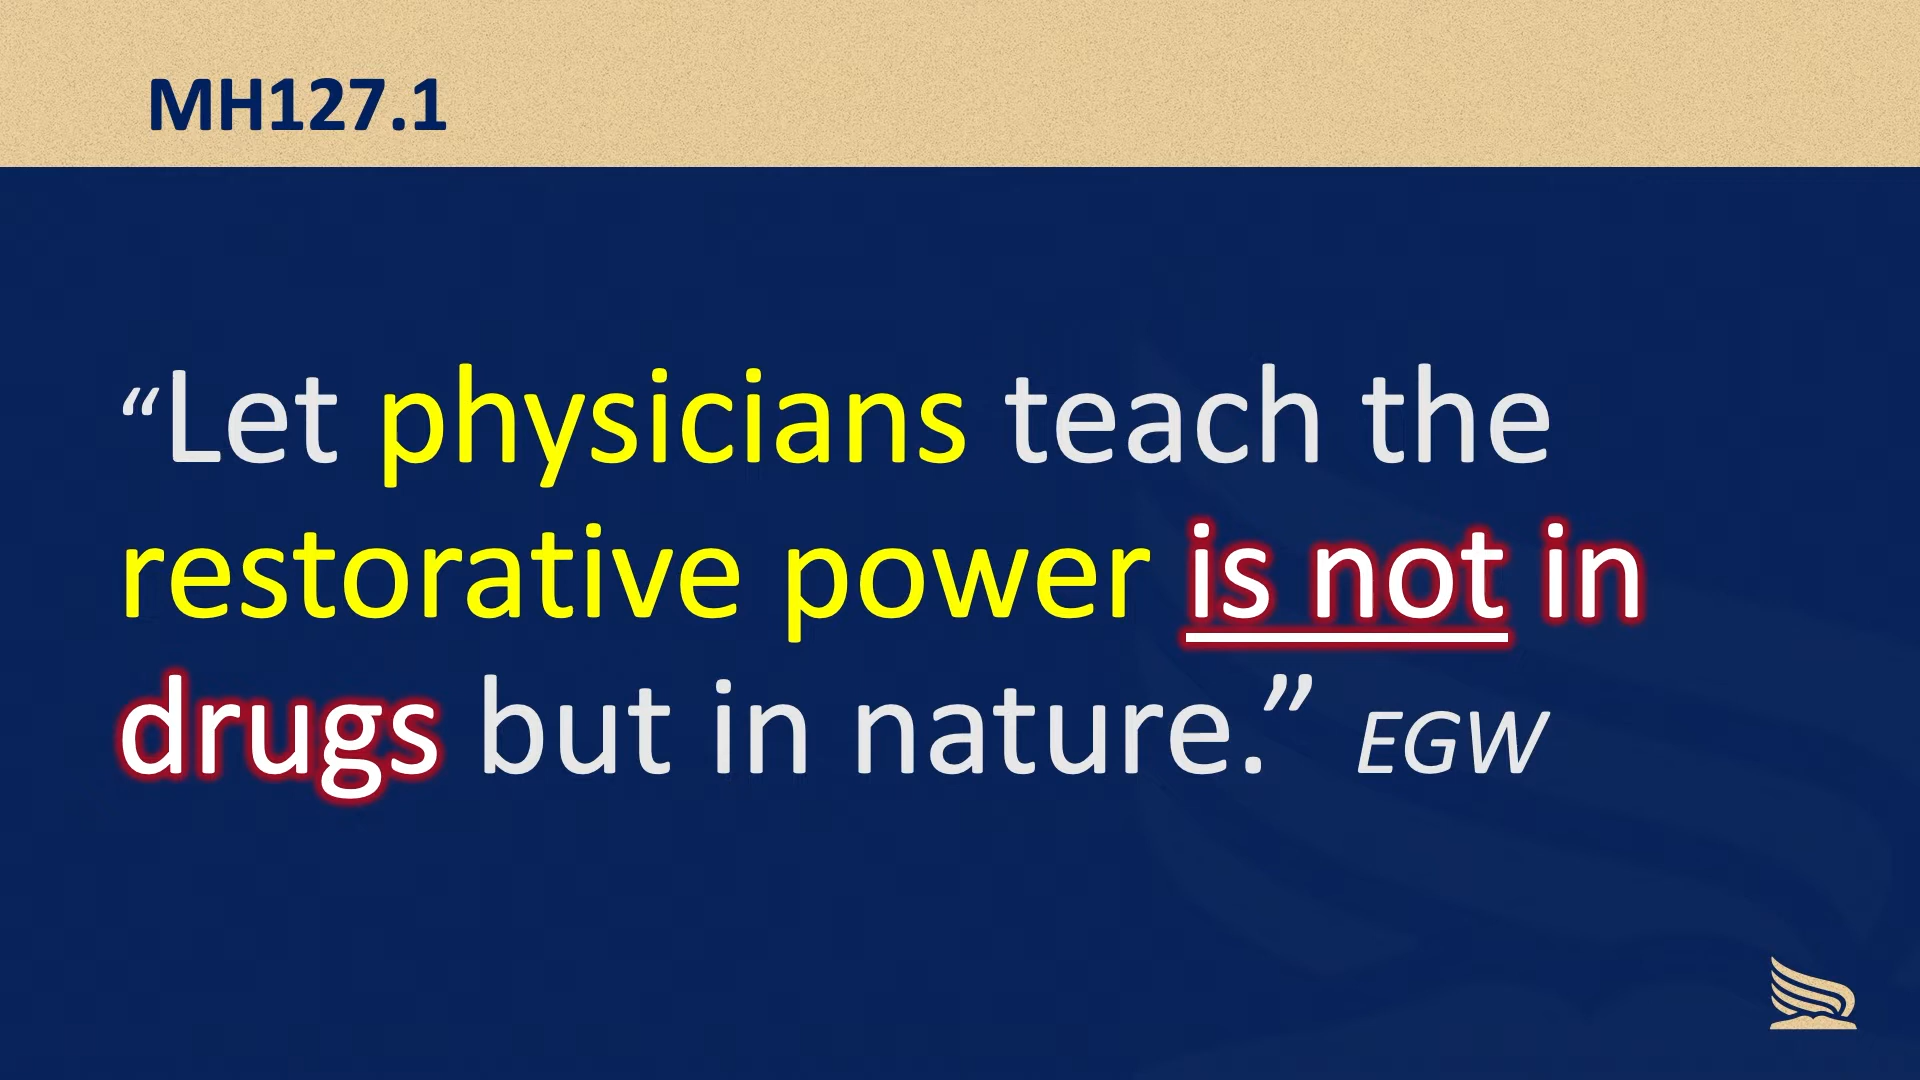 MH127.1
“Let physicians teach the
restorative power is not in
drugs but in nature.” EGW